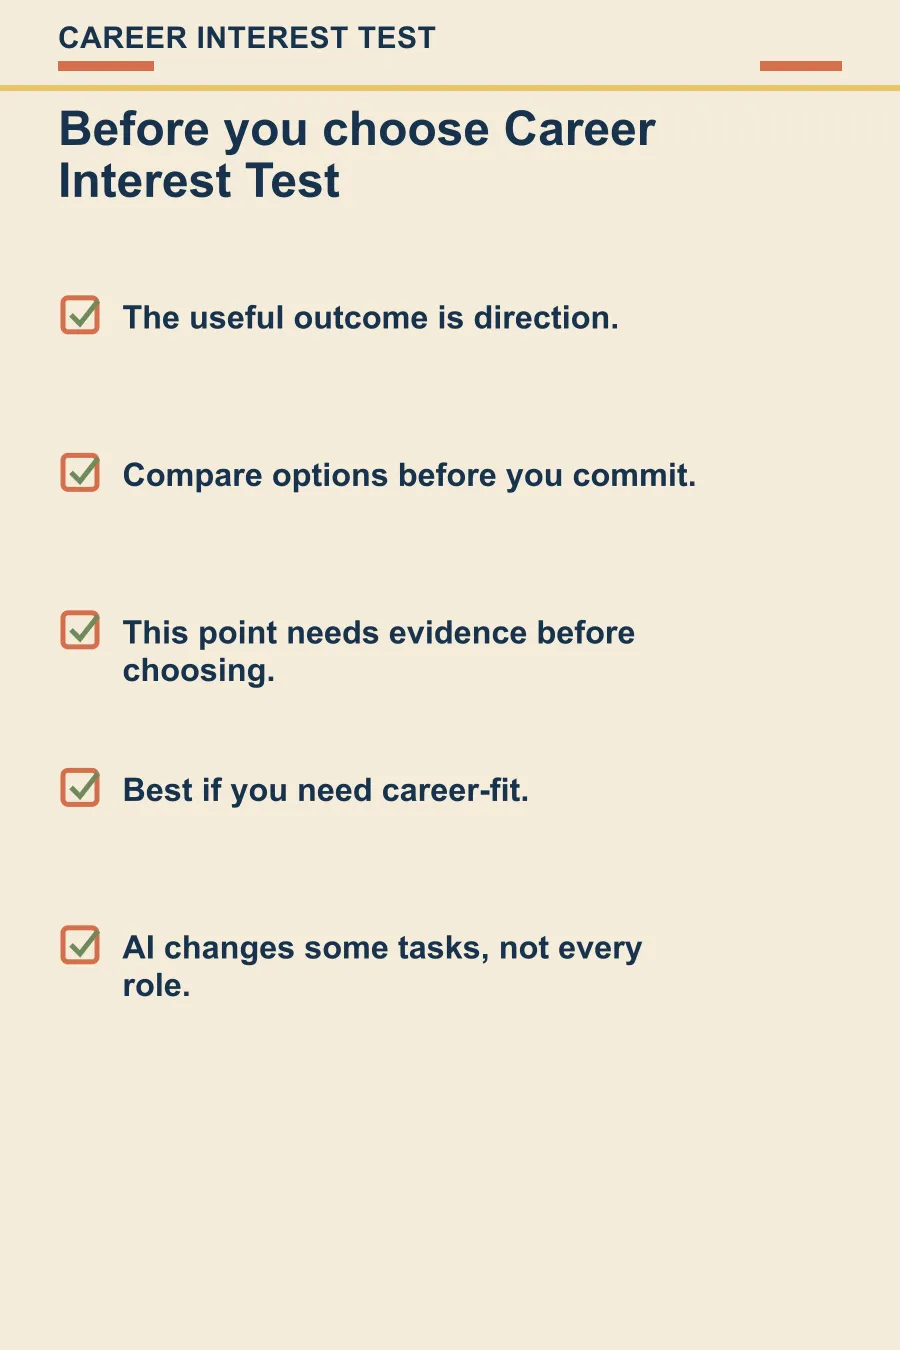 CAREER INTEREST TEST
Before you choose Career
Interest Test
The useful outcome is direction.
Compare options before you commit.
This point needs evidence before
choosing.
Best if you need career-fit.
AI changes some tasks, not every
role.